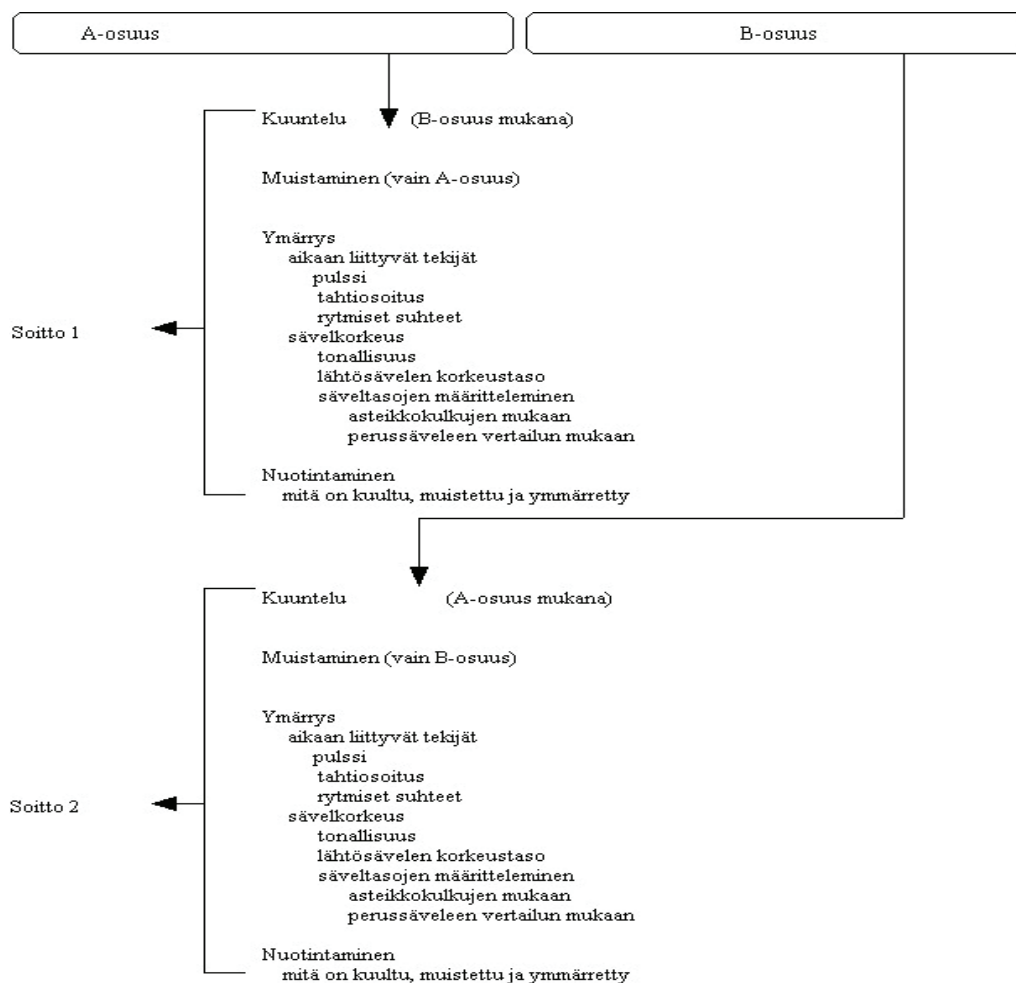 A-osuus B-osuus
Kuuntelu (B-osuus mukana)
Muistaminen (vain A-osuus)
Ymärrys
aikaan liittyvät tekijät
pulssi
tahtiosoitus
rytmiset suhteet
Soitto 1
sävelkorkeus
tonallisuus
lähtösävelen korkeustaso
säveltasojen määritteleminen
asteikkokulkujen mukaan
perussäveleen vertailun mukaan
Nuotintaminen
mitä on kuultu, muistettu ja ymmärretty
Kuuntelu (A-osuus mukana)
Muistaminen (vain B-osuus)
Ymärrys
aikaan liittyvät tekijät
pulssi
tahtiosoitus
rytmiset suhteet
Soitto 2
sävelkorkeus
tonallisuus
lähtösävelen korkeustaso
säveltasojen määritteleminen
asteikkokulkujen mukaan
perussäveleen vertailun mukaan
Nuotintaminen
mitä on kuultu, muistettu ja ymmärretty